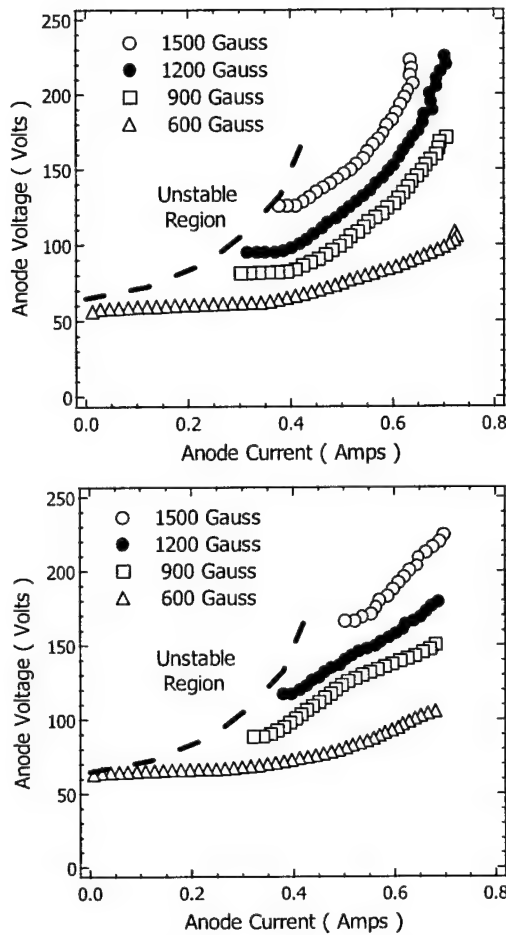 250
200
150
100
50
0
Anode Voltage ( Volts )
1500 Gauss
1200 Gauss
900 Gauss
600 Gauss
Unstable
Region
0.0
0.2
0.4
0.6
0.8
Anode Current ( Amps )
250
200
150
100
50
0
Anode Voltage ( Volts )
1500 Gauss
1200 Gauss
900 Gauss
600 Gauss
Unstable
Region
0.0
0.2
0.4
0.6
0.8
Anode Current ( Amps )